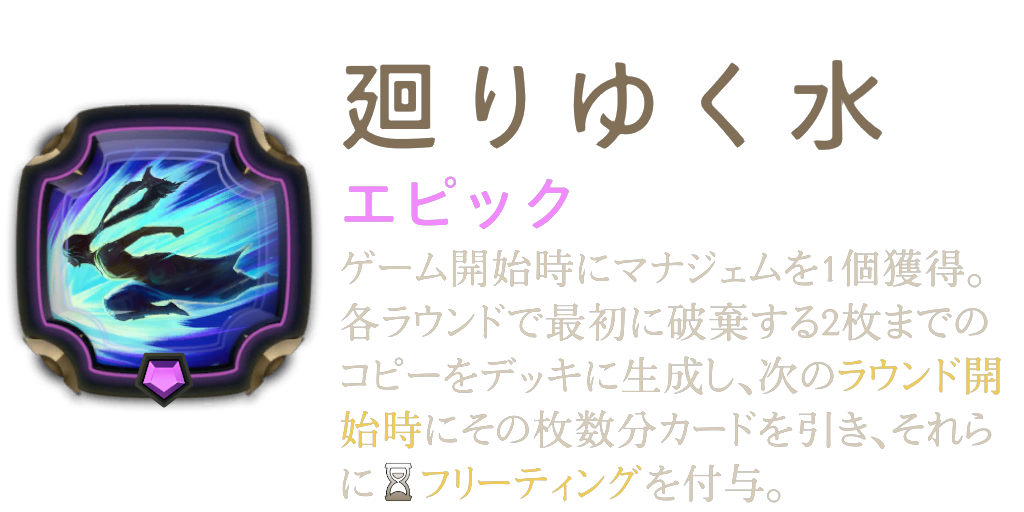 廻りゆく水
エピック
ゲーム開始時にマナジェムを1個獲得。
各ラウンドで最初に破棄する2枚までの
コピーをデッキに生成し、次のラウンド開
始時にその枚数分カードを引き、それら
にフリーティングを付与。